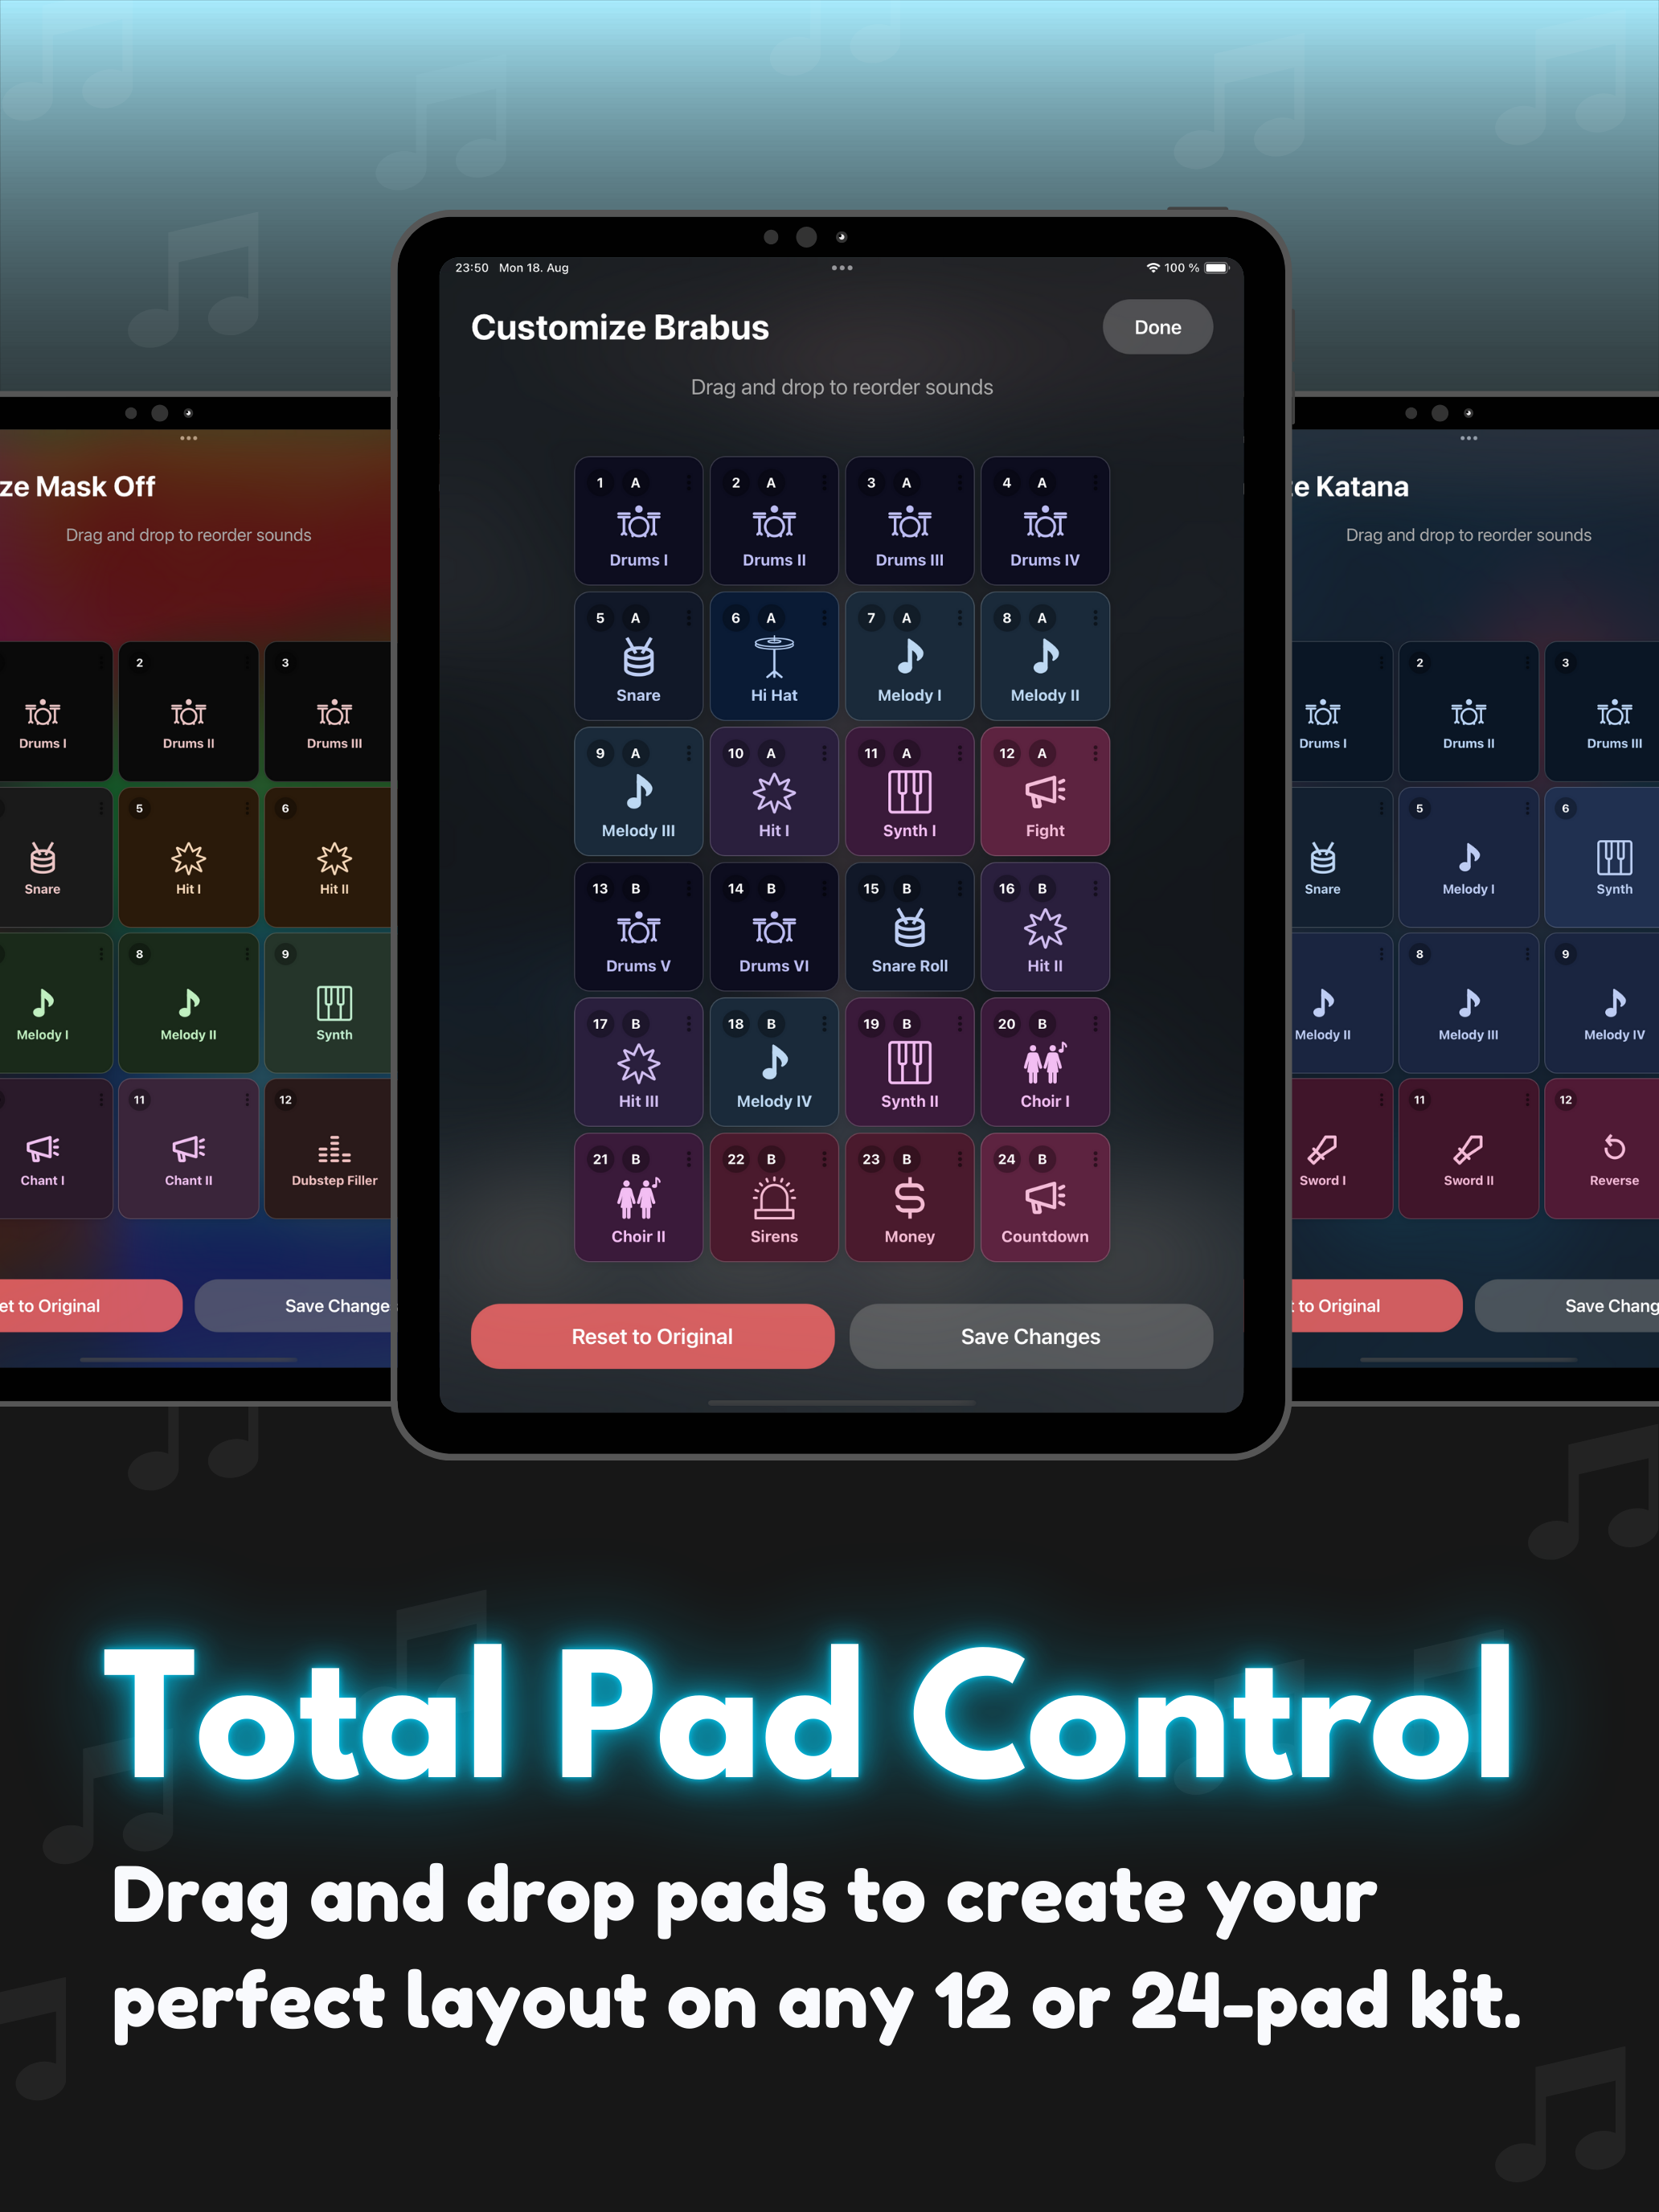 23:50 Mon 18. Aug
100 %
Customize Brabus
Done
Drag and drop to reorder sounds
1 A
Drums I
2 A
Drums II
3 A
Drums III
4 A
Drums IV
5 A
Snare
6 A
Hi Hat
7 A
Melody I
8 A
Melody II
9 A
Melody III
10 A
Hit I
11 A
Synth I
12 A
Fight
13 B
Drums V
14 B
Drums VI
15 B
Snare Roll
16 B
Hit II
17 B
Hit III
18 B
Melody IV
19 B
Synth II
20 B
Choir I
21 B
Choir II
22 B
Sirens
23 B
Money
24 B
Countdown
Reset to Original
Save Changes
ze Mask Off
Drag and drop to reorder sounds
Drums I
2
Drums II
3
Drums III
Snare
5
Hit I
6
Hit II
Melody I
8
Melody II
9
Synth
Chant I
11
Chant II
12
Dubstep Filler
et to Original
Save Change
ze Katana
Drag and drop to reorder sounds
Drums I
2
Drums II
3
Drums III
Snare
5
Melody I
6
Synth
Melody II
8
Melody III
9
Melody IV
Sword I
11
Sword II
12
Reverse
to Original
Save Chang
Total Pad Control
Drag and drop pads to create your
perfect layout on any 12 or 24-pad kit.